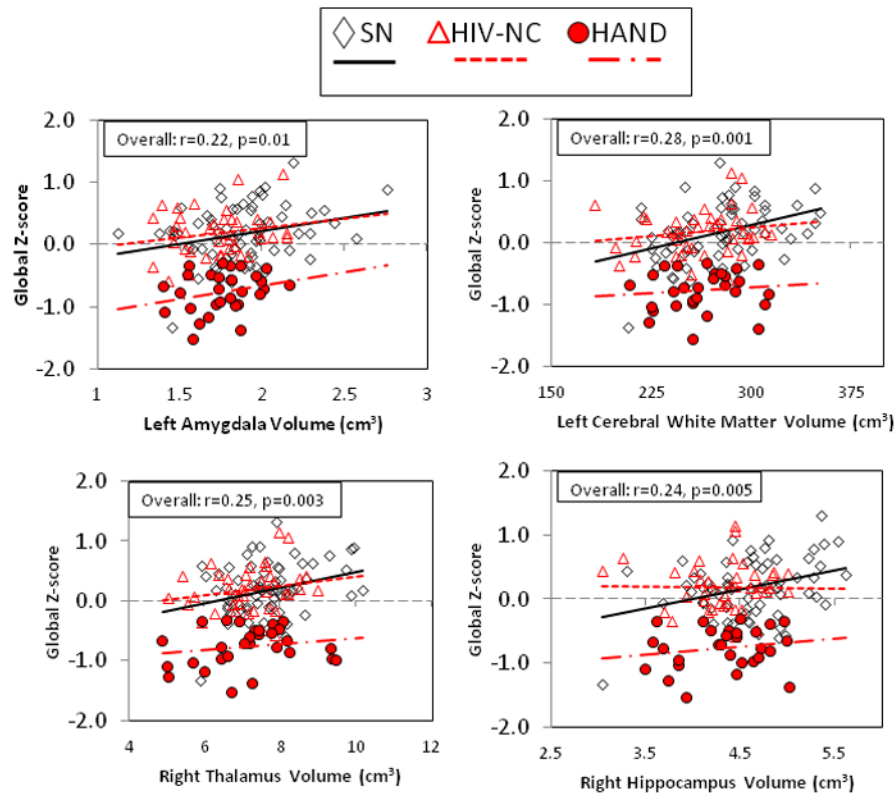 SN HIV-NC HAND
Overall: r=0.22, p=0.01
Global Z-score
2.0
1.0
0.0
-1.0
-2.0
1 1.5 2 2.5 3
Left Amygdala Volume (cm³)
Overall: r=0.28, p=0.001
Global Z-score
2.0
1.0
0.0
-1.0
-2.0
150 225 300 375
Left Cerebral White Matter Volume (cm³)
Overall: r=0.25, p=0.003
Global Z-score
2.0
1.0
0.0
-1.0
-2.0
4 6 8 10 12
Right Thalamus Volume (cm³)
Overall: r=0.24, p=0.005
Global Z-score
2.0
1.0
0.0
-1.0
-2.0
2.5 3.5 4.5 5.5
Right Hippocampus Volume (cm³)